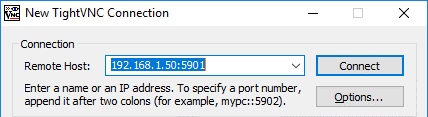 New TightVNC Connection
Connection
Remote Host: 192.168.1.50:5901 Connect
Enter a name or an IP address. To specify a port number,
append it after two colons (for example, mypc::5902). Options...